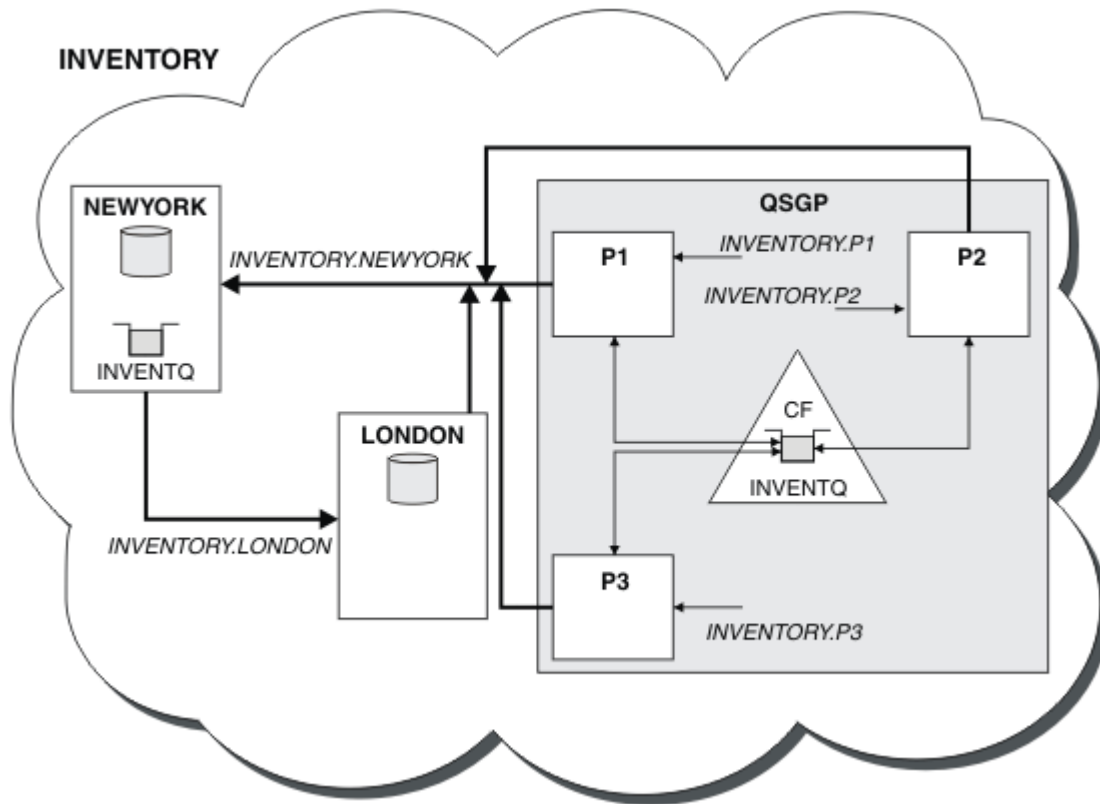 INVENTORY
NEWYORK
INVENTQ
INVENTORY.NEWYORK
LONDON
INVENTORY.LONDON
QSGP
P1
INVENTORY.P1
P2
INVENTORY.P2
CF
INVENTQ
P3
INVENTORY.P3